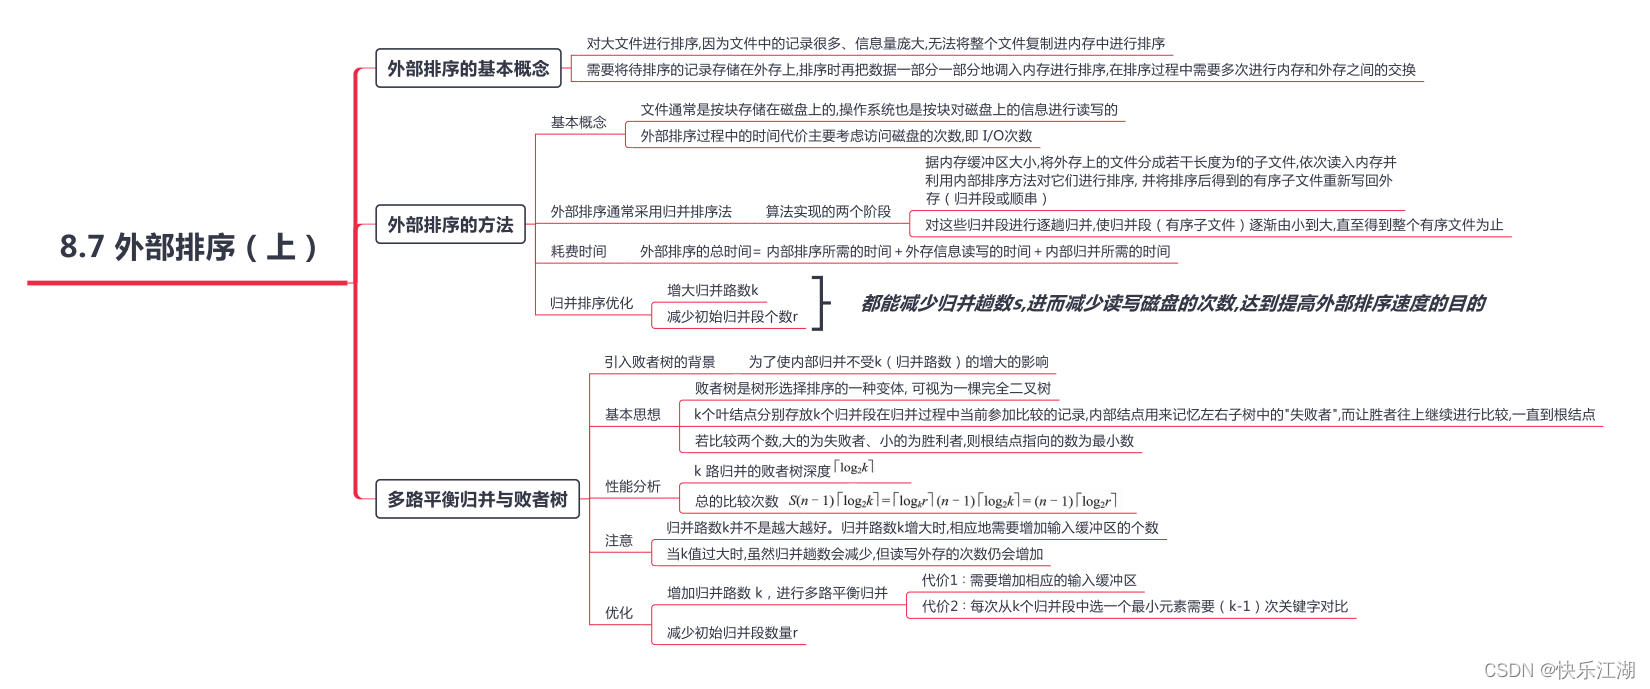 8.7 外部排序（上）
外部排序的基本概念
对大文件进行排序,因为文件中的记录很多、信息量庞大,无法将整个文件复制进内存中进行排序
需要将待排序的记录存储在外存上,排序时再把数据一部分一部分地调入内存进行排序,在排序过程中需要多次进行内存和外存之间的交换
外部排序的方法
基本概念
文件通常是按块存储在磁盘上的,操作系统也是按块对磁盘上的信息进行读写的
外部排序过程中的时间代价主要考虑访问磁盘的次数,即 I/O次数
外部排序通常采用归并排序法
算法实现的两个阶段
据内存缓冲区大小,将外存上的文件分成若干长度为f的子文件,依次读入内存并
利用内部排序方法对它们进行排序, 并将排序后得到的有序子文件重新写回外
存（归并段或顺串）
对这些归并段进行逐趟归并,使归并段（有序子文件）逐渐由小到大,直至得到整个有序文件为止
耗费时间
外部排序的总时间= 内部排序所需的时间＋外存信息读写的时间＋内部归并所需的时间
归并排序优化
增大归并路数k
减少初始归并段个数r
都能减少归并趟数s,进而减少读写磁盘的次数,达到提高外部排序速度的目的
多路平衡归并与败者树
引入败者树的背景
为了使内部归并不受k（归并路数）的增大的影响
基本思想
败者树是树形选择排序的一种变体, 可视为一棵完全二叉树
k个叶结点分别存放k个归并段在归并过程中当前参加比较的记录,内部结点用来记忆左右子树中的"失败者",而让胜者往上继续进行比较,一直到根结点
若比较两个数,大的为失败者、小的为胜利者,则根结点指向的数为最小数
性能分析
k 路归并的败者树深度⌈log₂k⌉
总的比较次数 S(n－1)⌈log₂k⌉=⌈logₖr⌉(n－1)⌈log₂k⌉=(n－1)⌈log₂r⌉
注意
归并路数k并不是越大越好。归并路数k增大时,相应地需要增加输入缓冲区的个数
当k值过大时,虽然归并趟数会减少,但读写外存的次数仍会增加
优化
增加归并路数 k，进行多路平衡归并
代价1：需要增加相应的输入缓冲区
代价2：每次从k个归并段中选一个最小元素需要（k-1）次关键字对比
减少初始归并段数量r
CSDN @快乐江湖